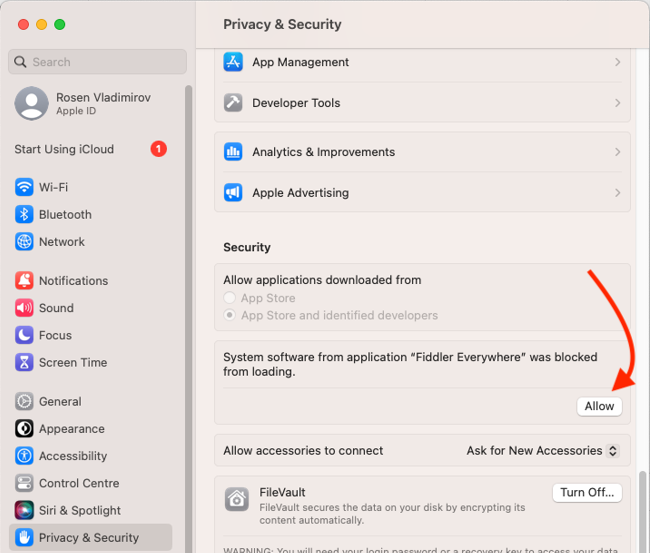 Privacy & Security
Search
Rosen Vladimirov
Apple ID
Start Using iCloud 1
Wi-Fi
Bluetooth
Network
Notifications
Sound
Focus
Screen Time
General
Appearance
Accessibility
Control Centre
Siri & Spotlight
Privacy & Security
App Management
Developer Tools
Analytics & Improvements
Apple Advertising
Security
Allow applications downloaded from
App Store
App Store and identified developers
System software from application “Fiddler Everywhere” was blocked
from loading.
Allow
Allow accessories to connect Ask for New Accessories
FileVault Turn Off...
FileVault secures the data on your disk by encrypting its
content automatically.
WARNING: You will need your login password or a recovery key to access your data